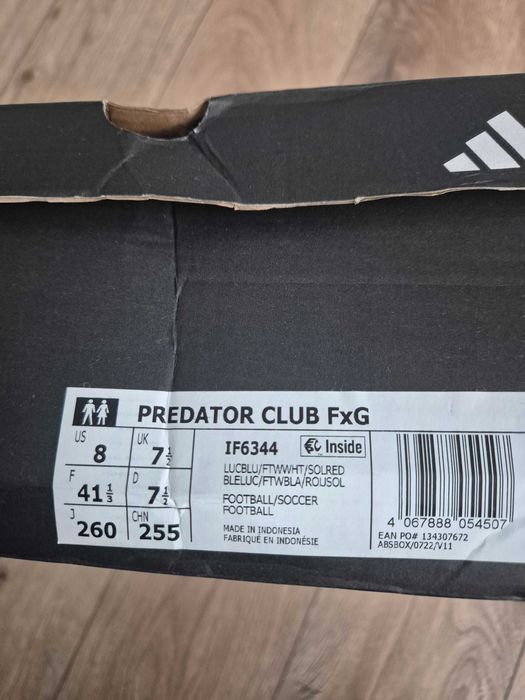 PREDATOR CLUB FxG
US 8 UK 7½
F 41⅓ D 7½
J 260 CHN 255
IF6344 Inside
LUCBLU/FTWWHT/SOLRED
BLELUC/FTWBLA/ROUSOL
FOOTBALL/SOCCER
FOOTBALL
MADE IN INDONESIA
FABRIQUÉ EN INDONÉSIE
4 067888 054507
EAN PO# 134307672
ABSBOX/0722/V11